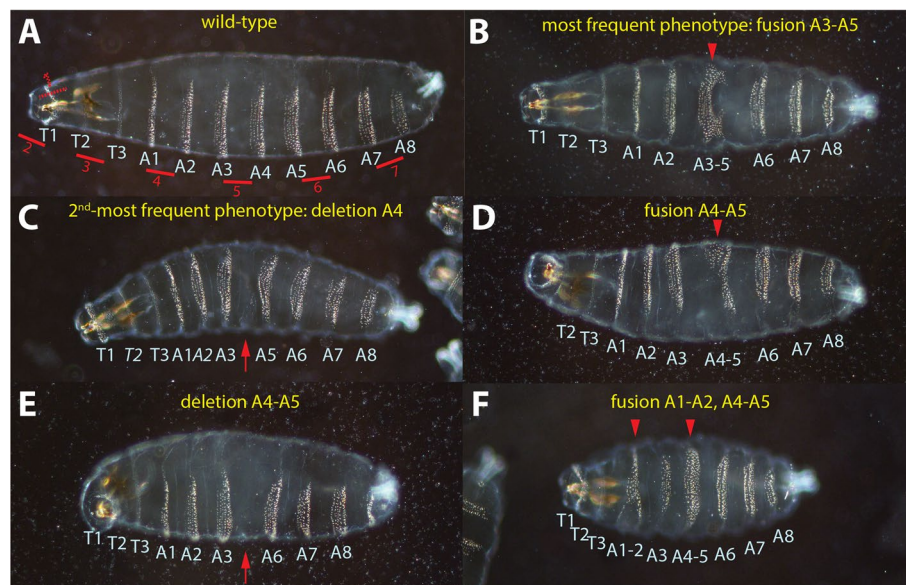 A
wild-type
T1
T2
T3
A1
A2
A3
A4
A5
A6
A7
A8
2
3
4
5
6
7
B
most frequent phenotype: fusion A3-A5
T1
T2
T3
A1
A2
A3-5
A6
A7
A8
C
2nd-most frequent phenotype: deletion A4
T1
T2
T3
A1
A2
A3
A5
A6
A7
A8
D
fusion A4-A5
T2
T3
A1
A2
A3
A4-5
A6
A7
A8
E
deletion A4-A5
T1
T2
T3
A1
A2
A3
A6
A7
A8
F
fusion A1-A2, A4-A5
T1
T2
T3
A1-2
A3
A4-5
A6
A7
A8